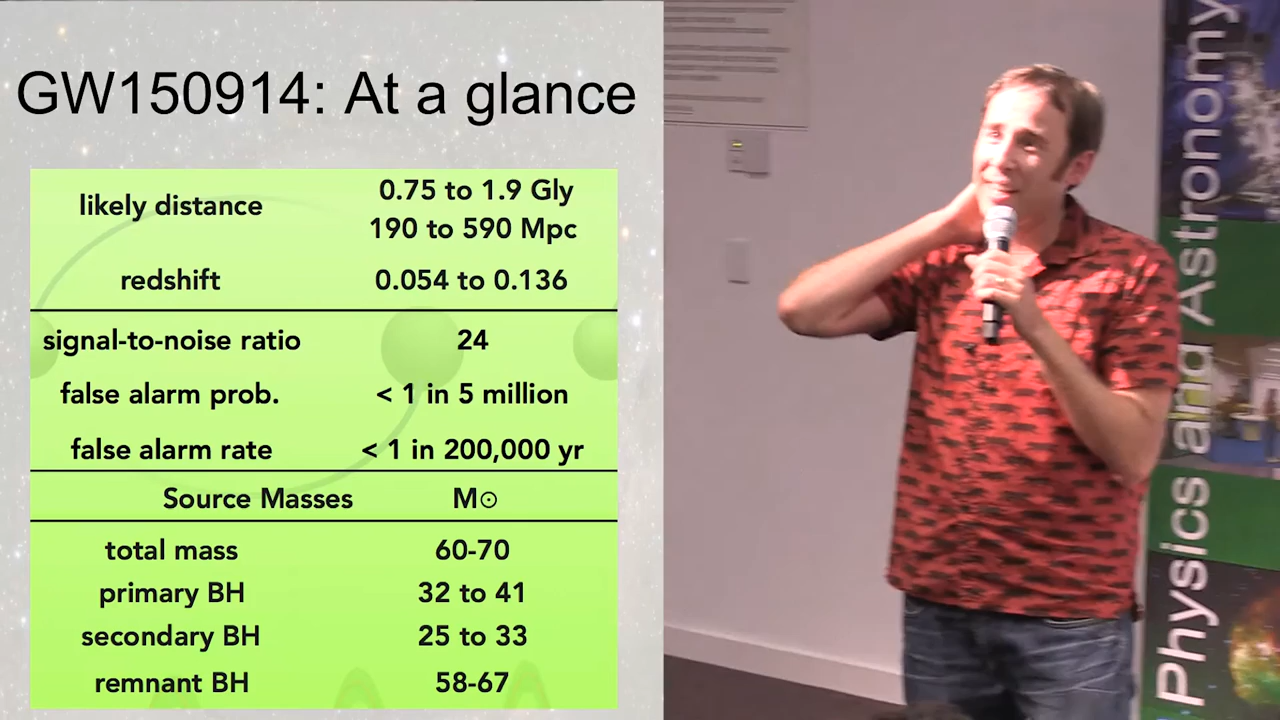 GW150914: At a glance
likely distance 0.75 to 1.9 Gly
190 to 590 Mpc
redshift 0.054 to 0.136
signal-to-noise ratio 24
false alarm prob. < 1 in 5 million
false alarm rate < 1 in 200,000 yr
Source Masses M☉
total mass 60-70
primary BH 32 to 41
secondary BH 25 to 33
remnant BH 58-67
Physics and Astronomy